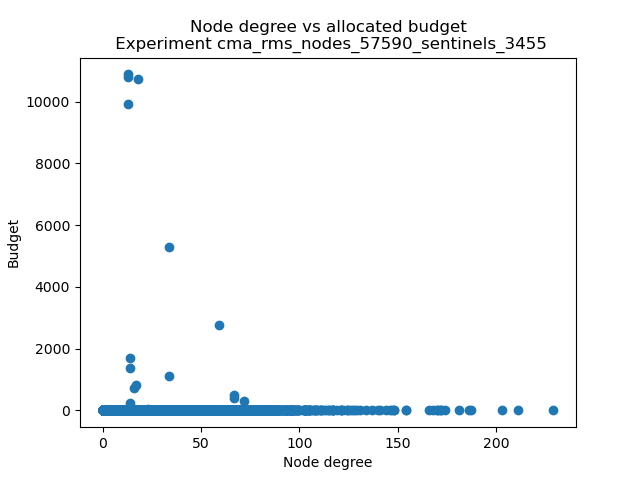 Node degree vs allocated budget
Experiment cma_rms_nodes_57590_sentinels_3455
10000
8000
6000
4000
2000
0
Budget
0 50 100 150 200
Node degree